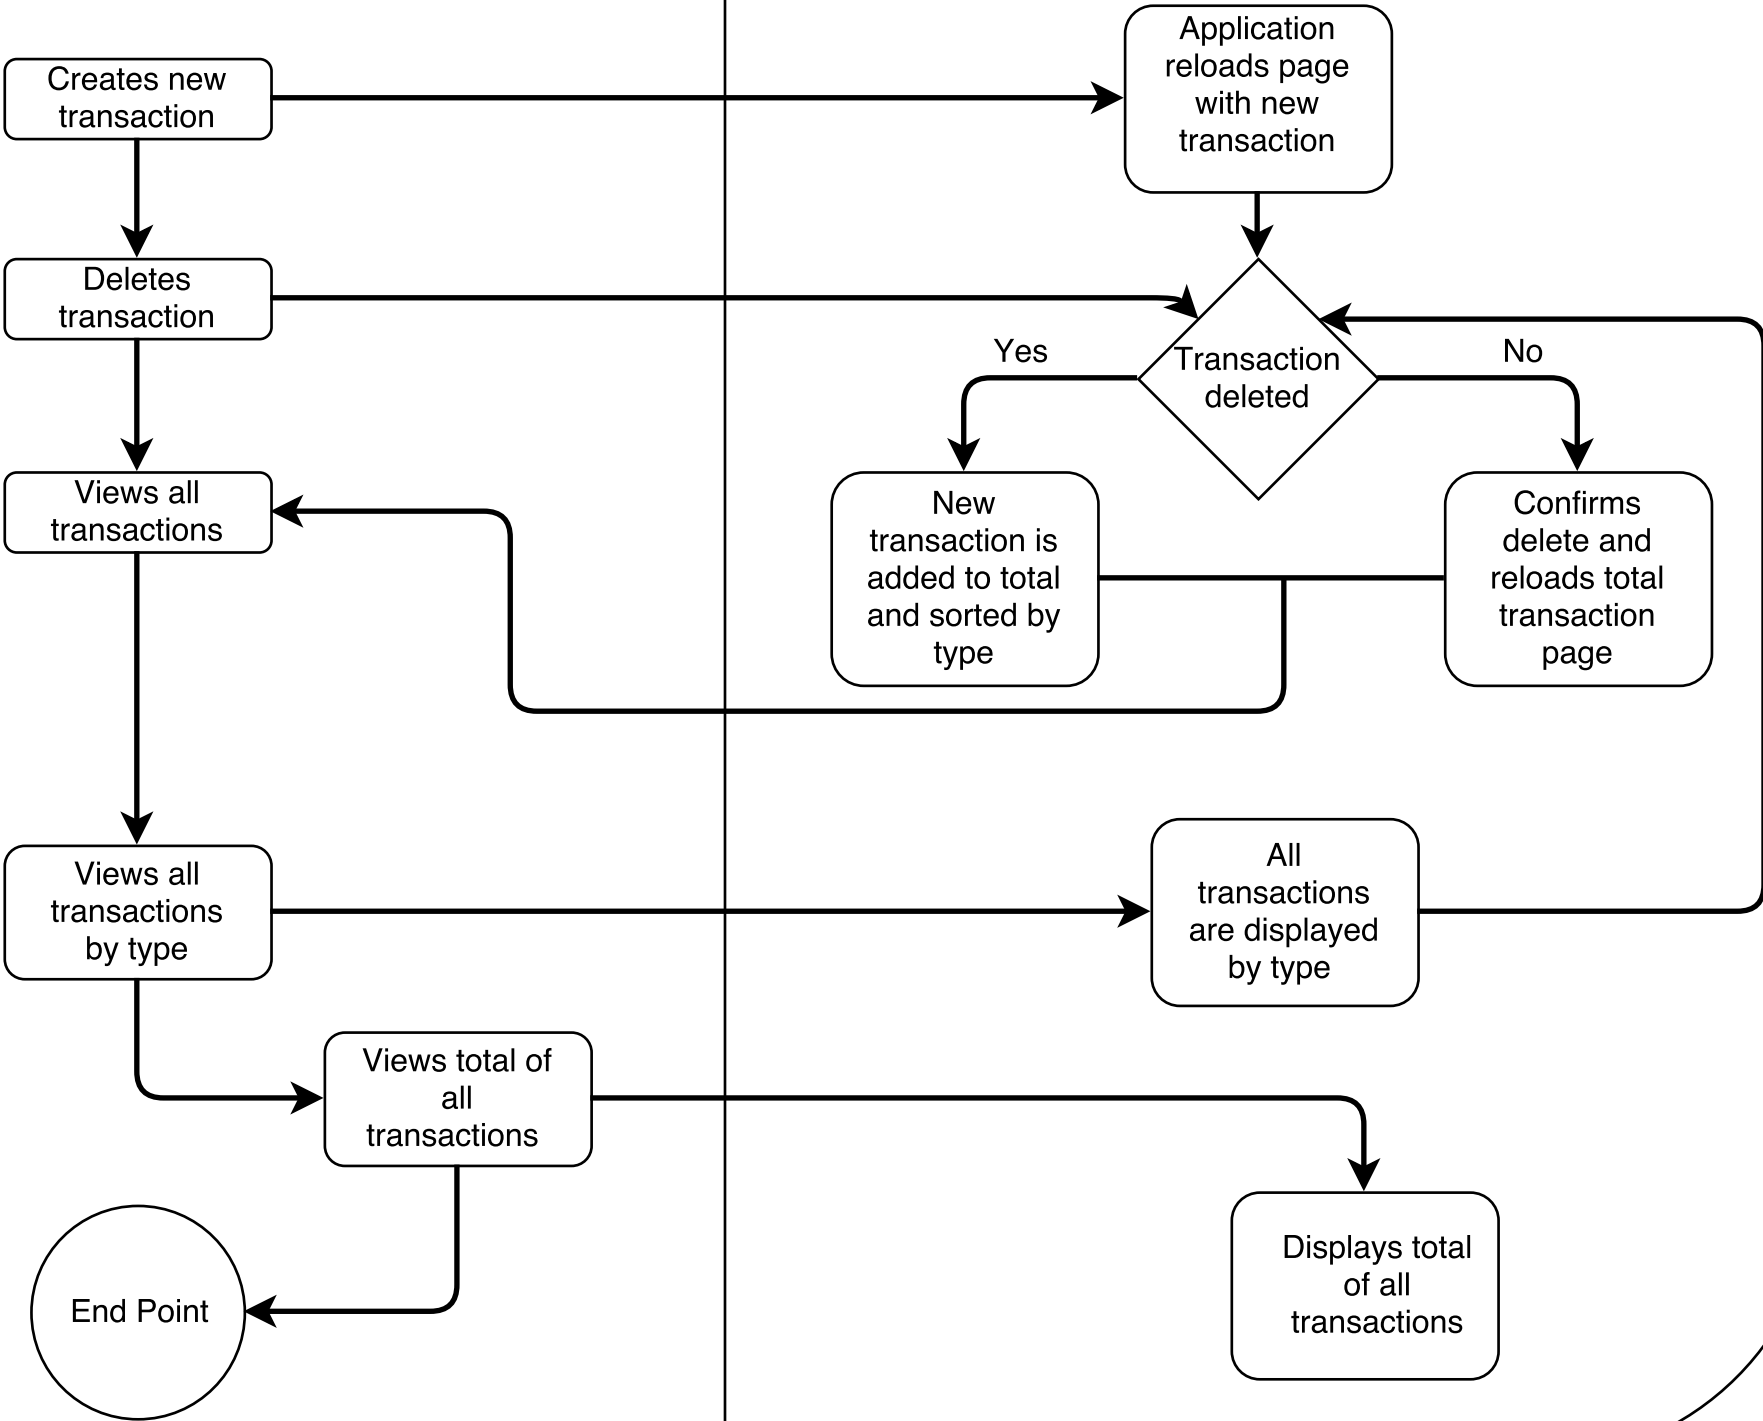 Creates new
transaction
Application
reloads page
with new
transaction
Deletes
transaction
Yes
Transaction
deleted
No
Views all
transactions
New
transaction is
added to total
and sorted by
type
Confirms
delete and
reloads total
transaction
page
Views all
transactions
by type
All
transactions
are displayed
by type
Views total of
all
transactions
End Point
Displays total
of all
transactions